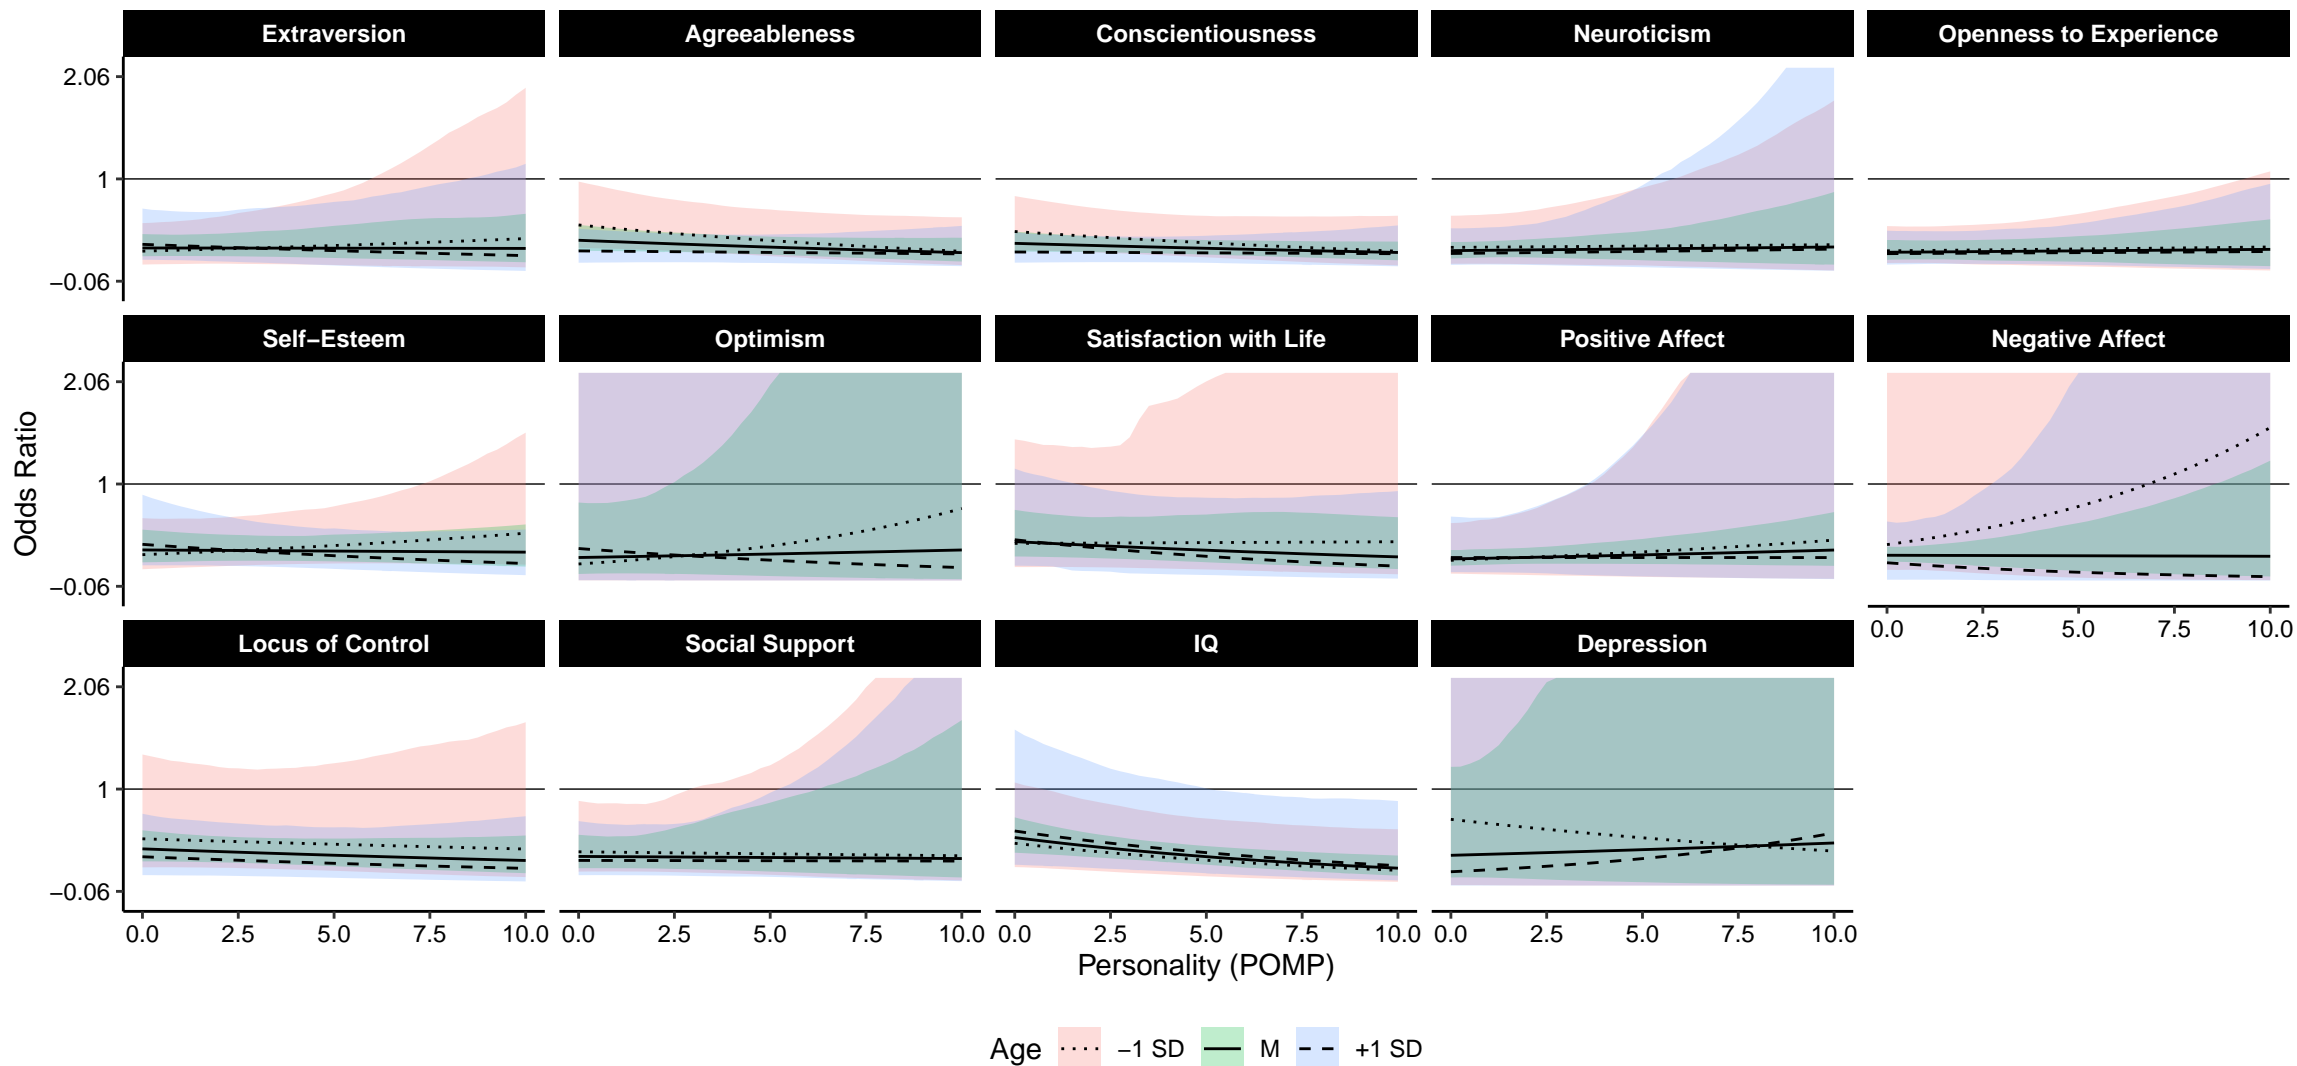 Extraversion Agreeableness Conscientiousness Neuroticism Openness to Experience
2.06
1
−0.06
Self−Esteem Optimism Satisfaction with Life Positive Affect Negative Affect
2.06
1
−0.06
0.0 2.5 5.0 7.5 10.0
Locus of Control Social Support IQ Depression
2.06
1
−0.06
0.0 2.5 5.0 7.5 10.0 0.0 2.5 5.0 7.5 10.0 0.0 2.5 5.0 7.5 10.0 0.0 2.5 5.0 7.5 10.0
Odds Ratio
Personality (POMP)
Age −1 SD M +1 SD